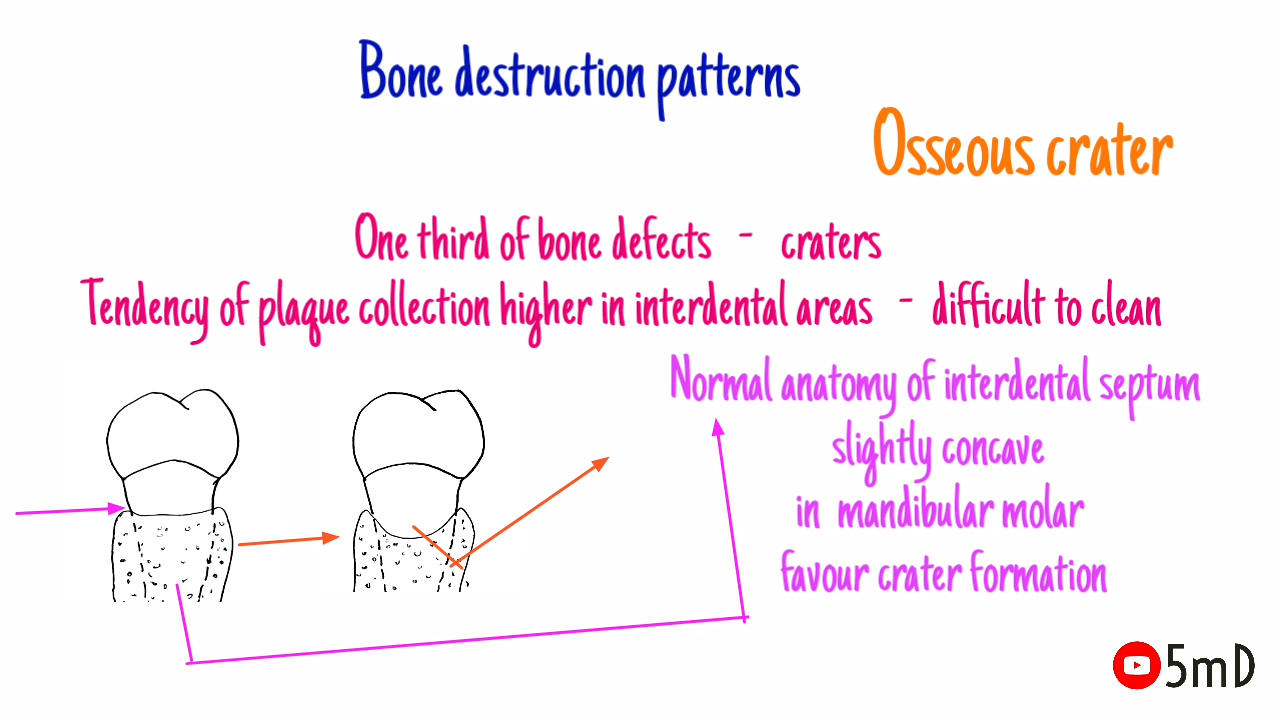 Bone destruction patterns
Osseous crater
One third of bone defects - craters
Tendency of plaque collection higher in interdental areas - difficult to clean
Normal anatomy of interdental septum
slightly concave
in mandibular molar
favour crater formation
5mD